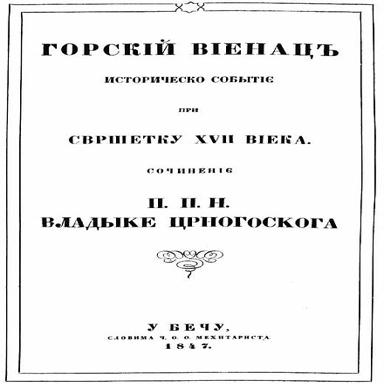 ГОРСКІЙ ВІЕНАЦЪ
ИСТОРИЧЕСКО СОБЫТІЄ
ПРИ
СВРШЕТКУ XVII ВІЕКА.
СОЧИНЕНІЄ
П. П. Н.
ВЛАДЫКЕ ЦРНОГОСКОГА
У БЕЧУ,
СЛОВИМА Ч. О. О. МЕХИТАРИСТА
1847.